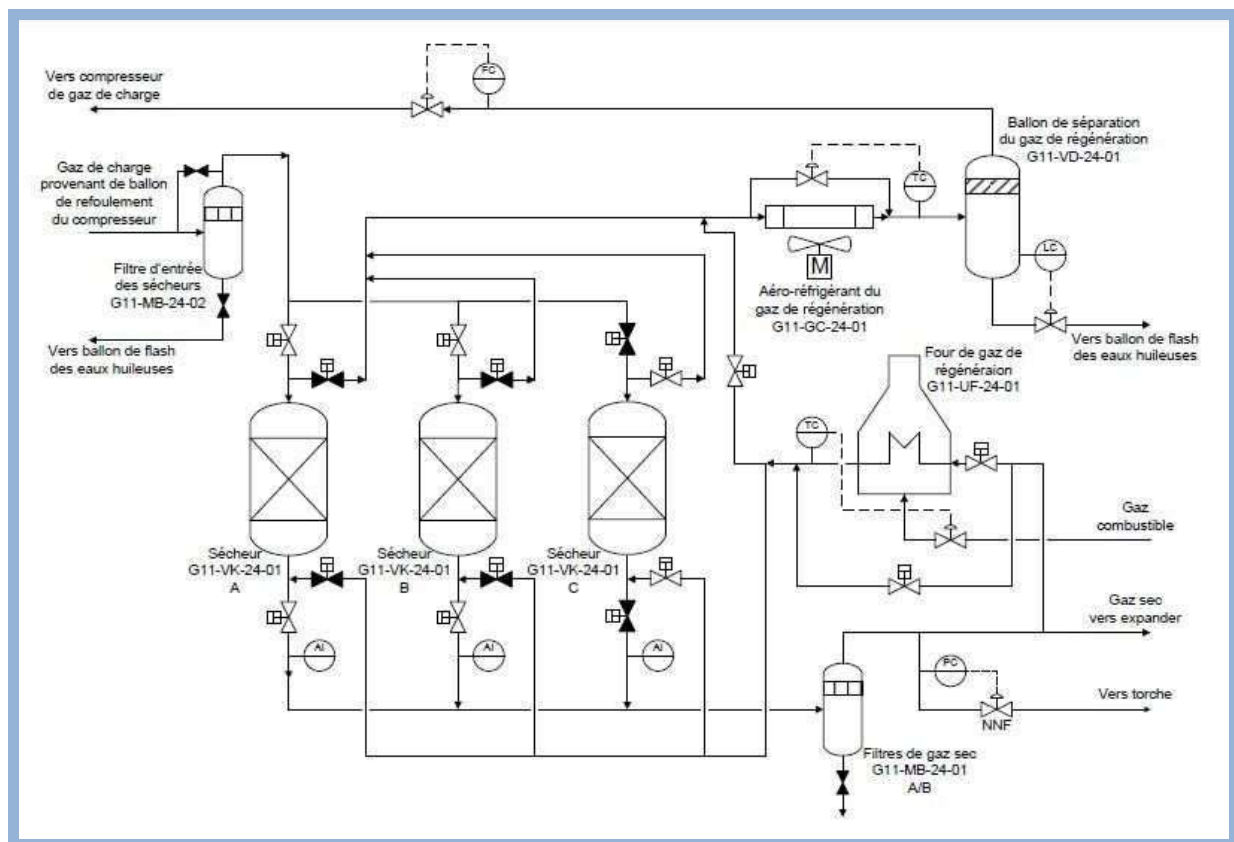 Vers compresseur
de gaz de charge
FC
Ballon de séparation
du gaz de régénération
G11-VD-24-01
Gaz de charge
provenant de ballon
de refoulement
du compresseur
TC
LC
Filtre d'entrée
des sécheurs
G11-MB-24-02
M
Aéro-réfrigérant du
gaz de régénération
G11-GC-24-01
Vers ballon de flash
des eaux huileuses
Vers ballon de flash
des eaux huileuses
Four de gaz de
régénéraion
G11-UF-24-01
TC
Gaz
combustible
Sécheur
G11-VK-24-01
A
Sécheur
G11-VK-24-01
B
Sécheur
G11-VK-24-01
C
Gaz sec
vers expander
AI
AI
AI
PC
Vers torche
NNF
Filtres de gaz sec
G11-MB-24-01
A/B